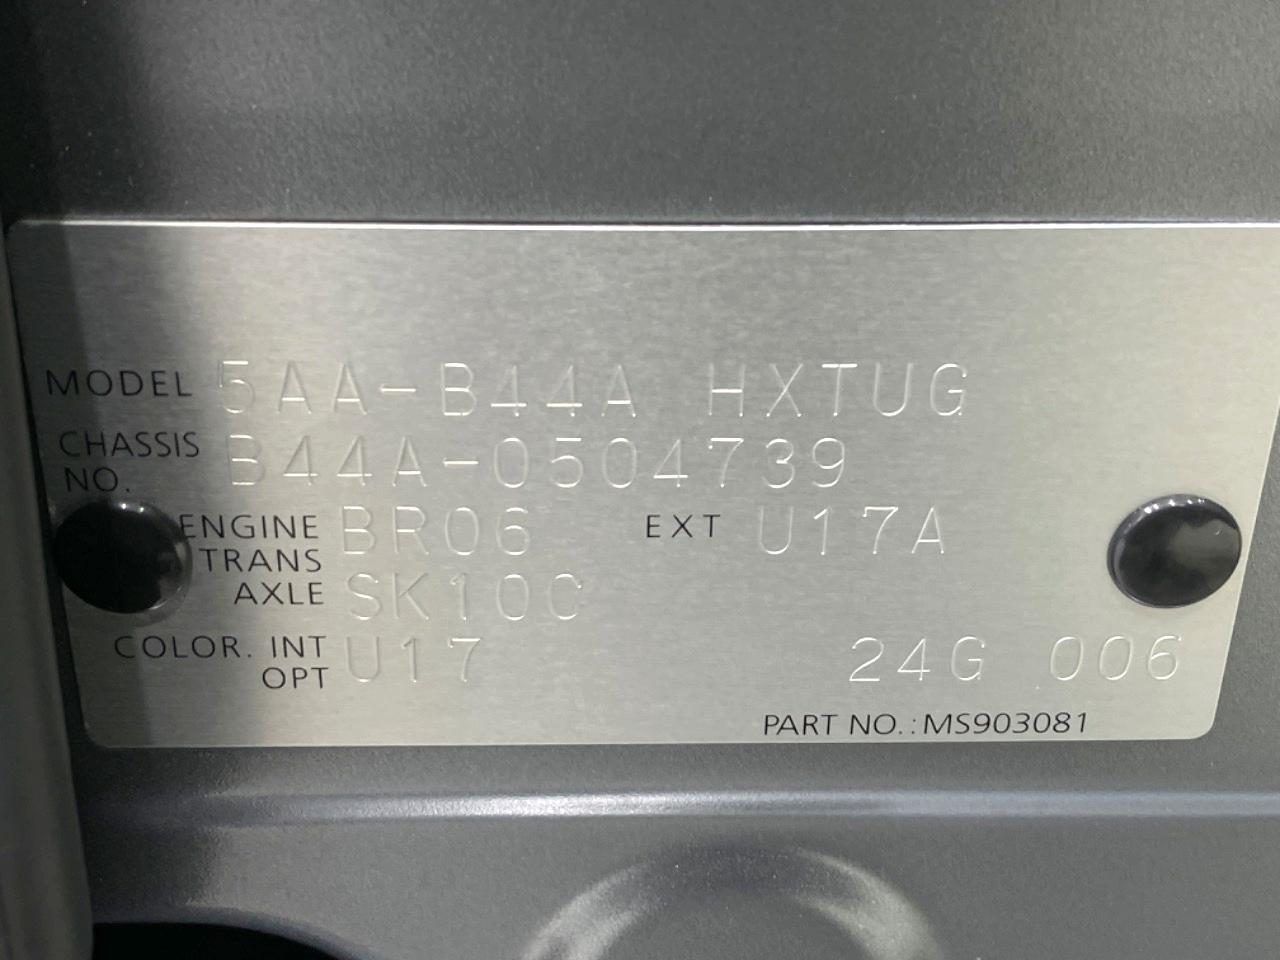 MODEL 5AA-B44A HXTUG
CHASSIS NO. B44A-0504739
ENGINE BR06 EXT U17A
TRANS AXLE SK10C
COLOR. INT OPT U17 24G 006
PART NO.: MS903081